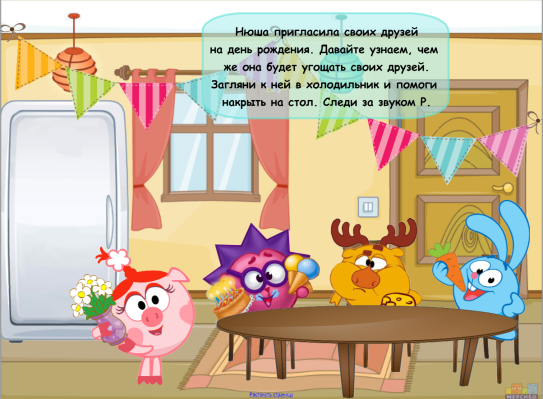 Нюша пригласила своих друзей
на день рождения. Давайте узнаем, чем
же она будет угощать своих друзей.
Загляни к ней в холодильник и помоги
накрыть на стол. Следи за звуком Р.
МЕРСИБО